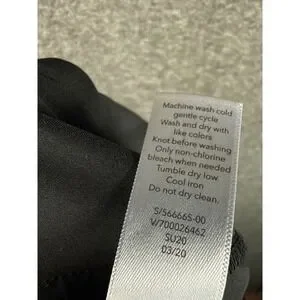 Machine wash cold
gentle cycle
Wash and dry with
like colors
Knot before washing
Only non-chlorine
bleach when needed
Tumble dry low
Cool iron
Do not dry clean.
S/566665-00
V/700026462
SU20
03/20